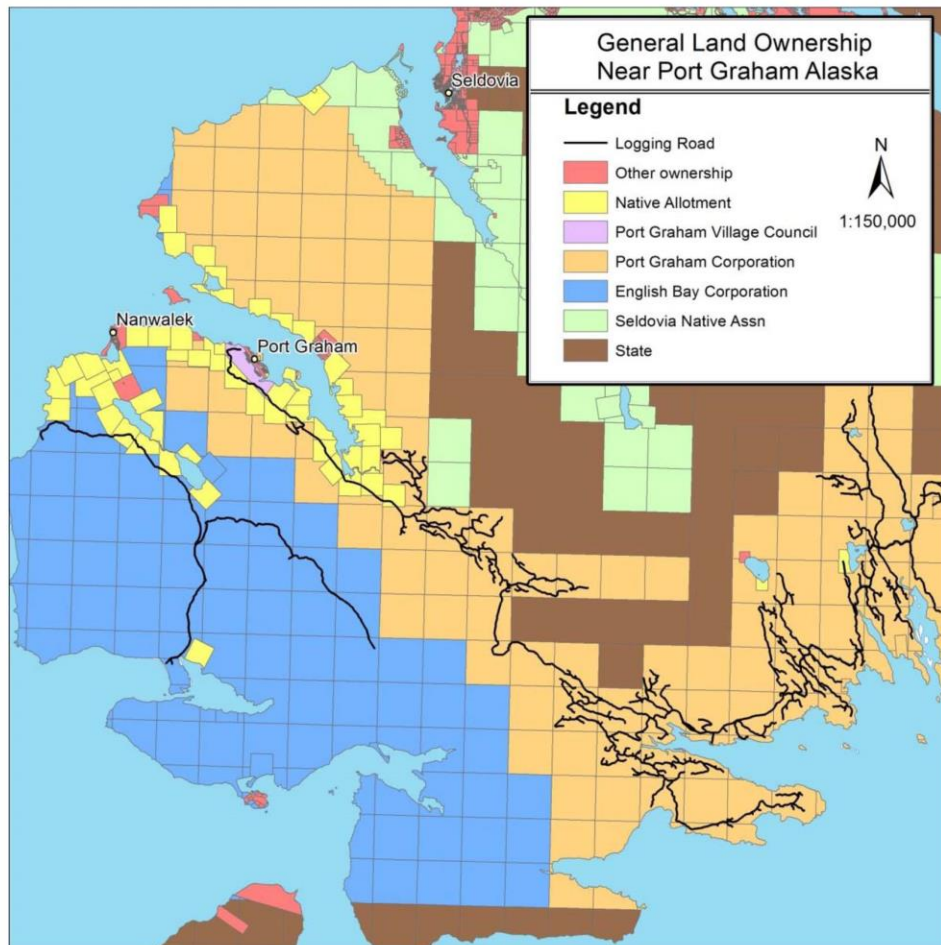 General Land Ownership
Near Port Graham Alaska
Legend
Logging Road
Other ownership
Native Allotment
Port Graham Village Council
Port Graham Corporation
English Bay Corporation
Seldovia Native Assn
State
N
1:150,000
Seldovia
Nanwalek
Port Graham